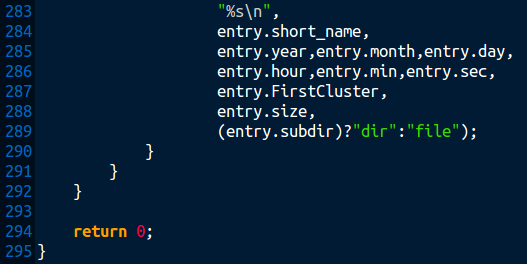 283 "%s\n",
284 entry.short_name,
285 entry.year,entry.month,entry.day,
286 entry.hour,entry.min,entry.sec,
287 entry.FirstCluster,
288 entry.size,
289 (entry.subdir)?"dir":"file");
290 }
291 }
292 }
293
294 return 0;
295 }